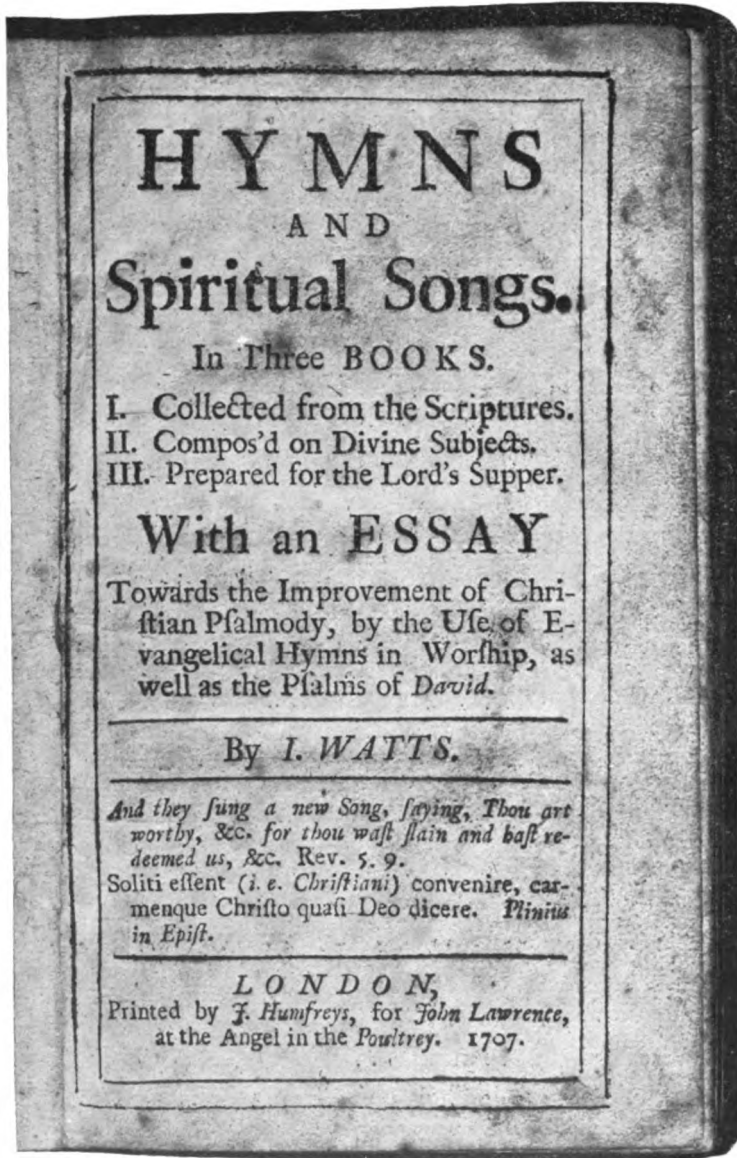 HYMNS
AND
Spiritual Songs.
In Three BOOKS.
I. Collected from the Scriptures.
II. Compos'd on Divine Subjects.
III. Prepared for the Lord's Supper.
With an ESSAY
Towards the Improvement of Chri-
ſtian Pſalmody, by the Uſe of E-
vangelical Hymns in Worſhip, as
well as the Pſalms of David.
By I. WATTS.
And they ſung a new Song, ſaying, Thou art
worthy, &c. for thou waſt ſlain and haſt re-
deemed us, &c. Rev. 5. 9.
Soliti eſſent (i. e. Chriſtiani) convenire, car-
menque Chriſto quaſi Deo dicere. Plinius
in Epiſt.
LONDON,
Printed by J. Humfreys, for John Lawrence,
at the Angel in the Poultrey. 1707.